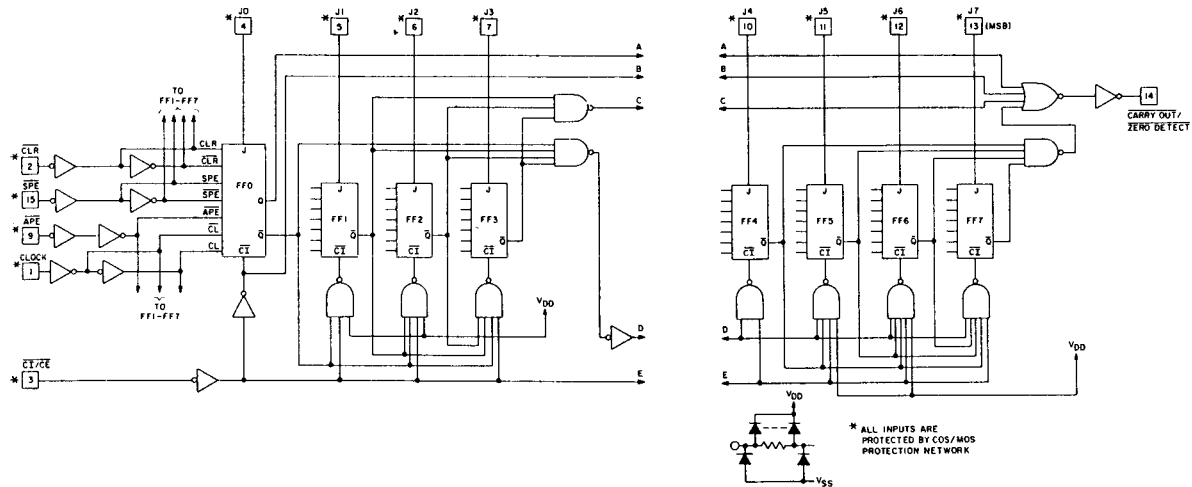 * J0
4
* J1
5
* J2
6
* J3
7
* J4
10
* J5
11
* J6
12
* J7
13 (MSB)
A
B
C
A
B
C
14
CARRY OUT/
ZERO DETECT
TO
FF1-FF7
* CLR
2
* SPE
15
* APE
9
* CLOCK
1
CLR
CLR
SPE
SPE
APE
CL
CL
J
FF0
Q
Q
CI
J
FF1
Q
CI
J
FF2
Q
CI
J
FF3
Q
CI
J
FF4
Q
CI
J
FF5
Q
CI
J
FF6
Q
CI
J
FF7
Q
CI
TO
FF1-FF7
VDD
D
D
VDD
CI/CE
* 3
E
E
VDD
VSS
* ALL INPUTS ARE
PROTECTED BY COS/MOS
PROTECTION NETWORK